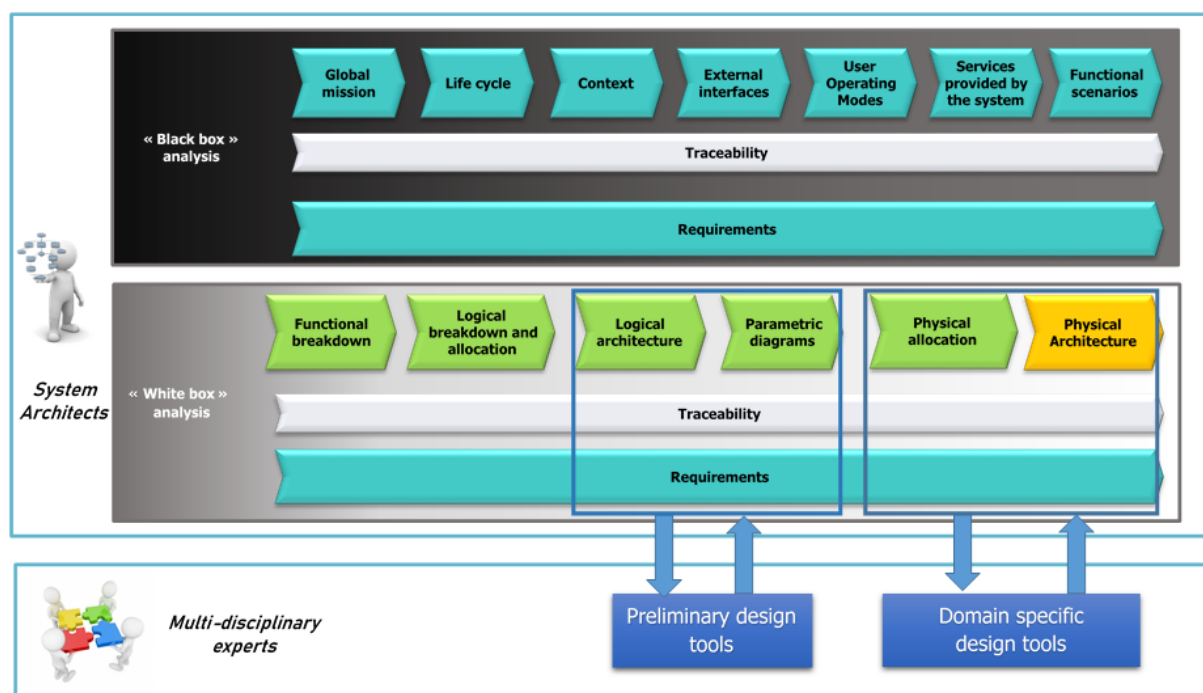 Global
mission
Life cycle
Context
External
interfaces
User
Operating
Modes
Services
provided by
the system
Functional
scenarios
« Black box »
analysis
Traceability
Requirements
Functional
breakdown
Logical
breakdown and
allocation
Logical
architecture
Parametric
diagrams
Physical
allocation
Physical
Architecture
System
Architects
« White box »
analysis
Traceability
Requirements
Multi-disciplinary
experts
Preliminary design
tools
Domain specific
design tools